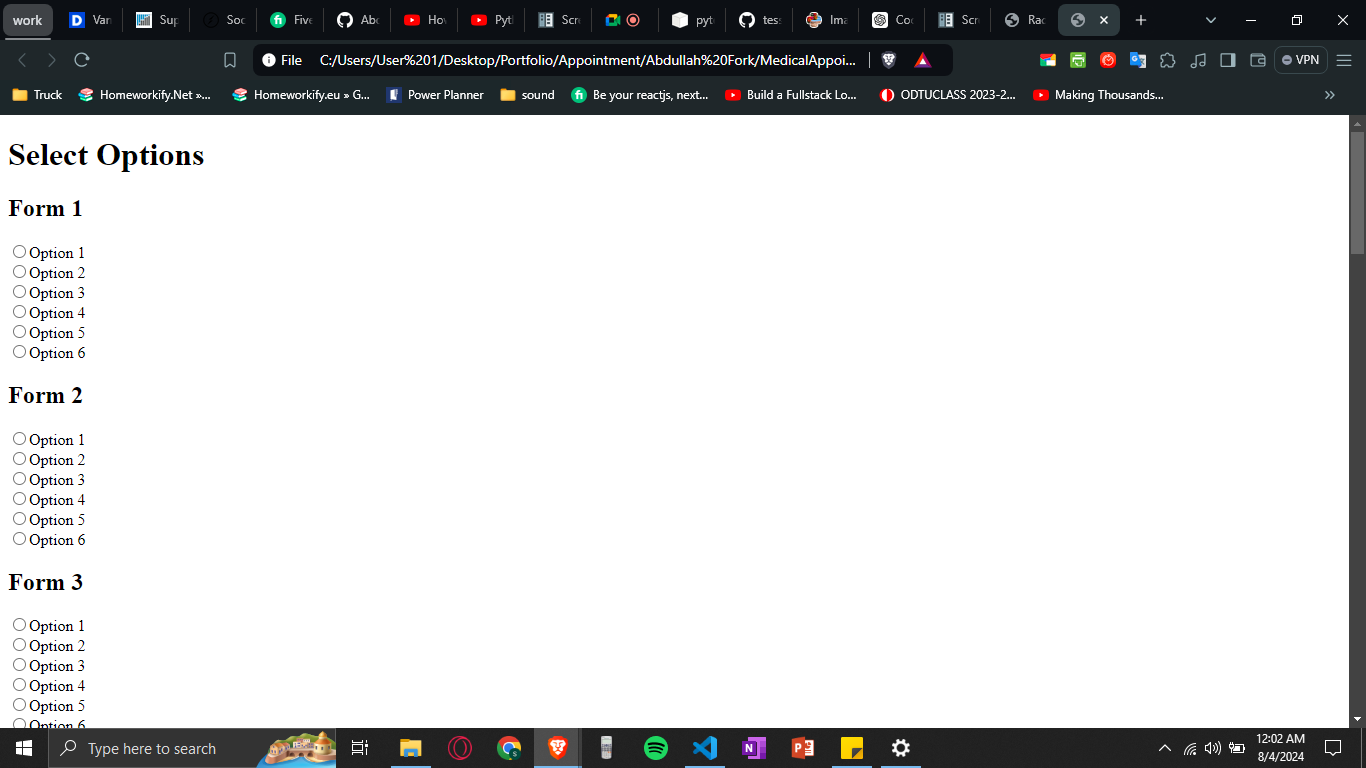 work
Van
Sup
Soc
Five
Abo
Hov
Pytl
Scr
pyt
tes
Ima
Coo
Scr
Rac
File C:/Users/User%201/Desktop/Portfolio/Appointment/Abdullah%20Fork/MedicalAppoi...
VPN
Truck
Homeworkify.Net »...
Homeworkify.eu » G...
Power Planner
sound
Be your reactjs, next...
Build a Fullstack Lo...
ODTUCLASS 2023-2...
Making Thousands...
»
Select Options
Form 1
Option 1
Option 2
Option 3
Option 4
Option 5
Option 6
Form 2
Option 1
Option 2
Option 3
Option 4
Option 5
Option 6
Form 3
Option 1
Option 2
Option 3
Option 4
Option 5
Option 6
Type here to search
12:02 AM
8/4/2024